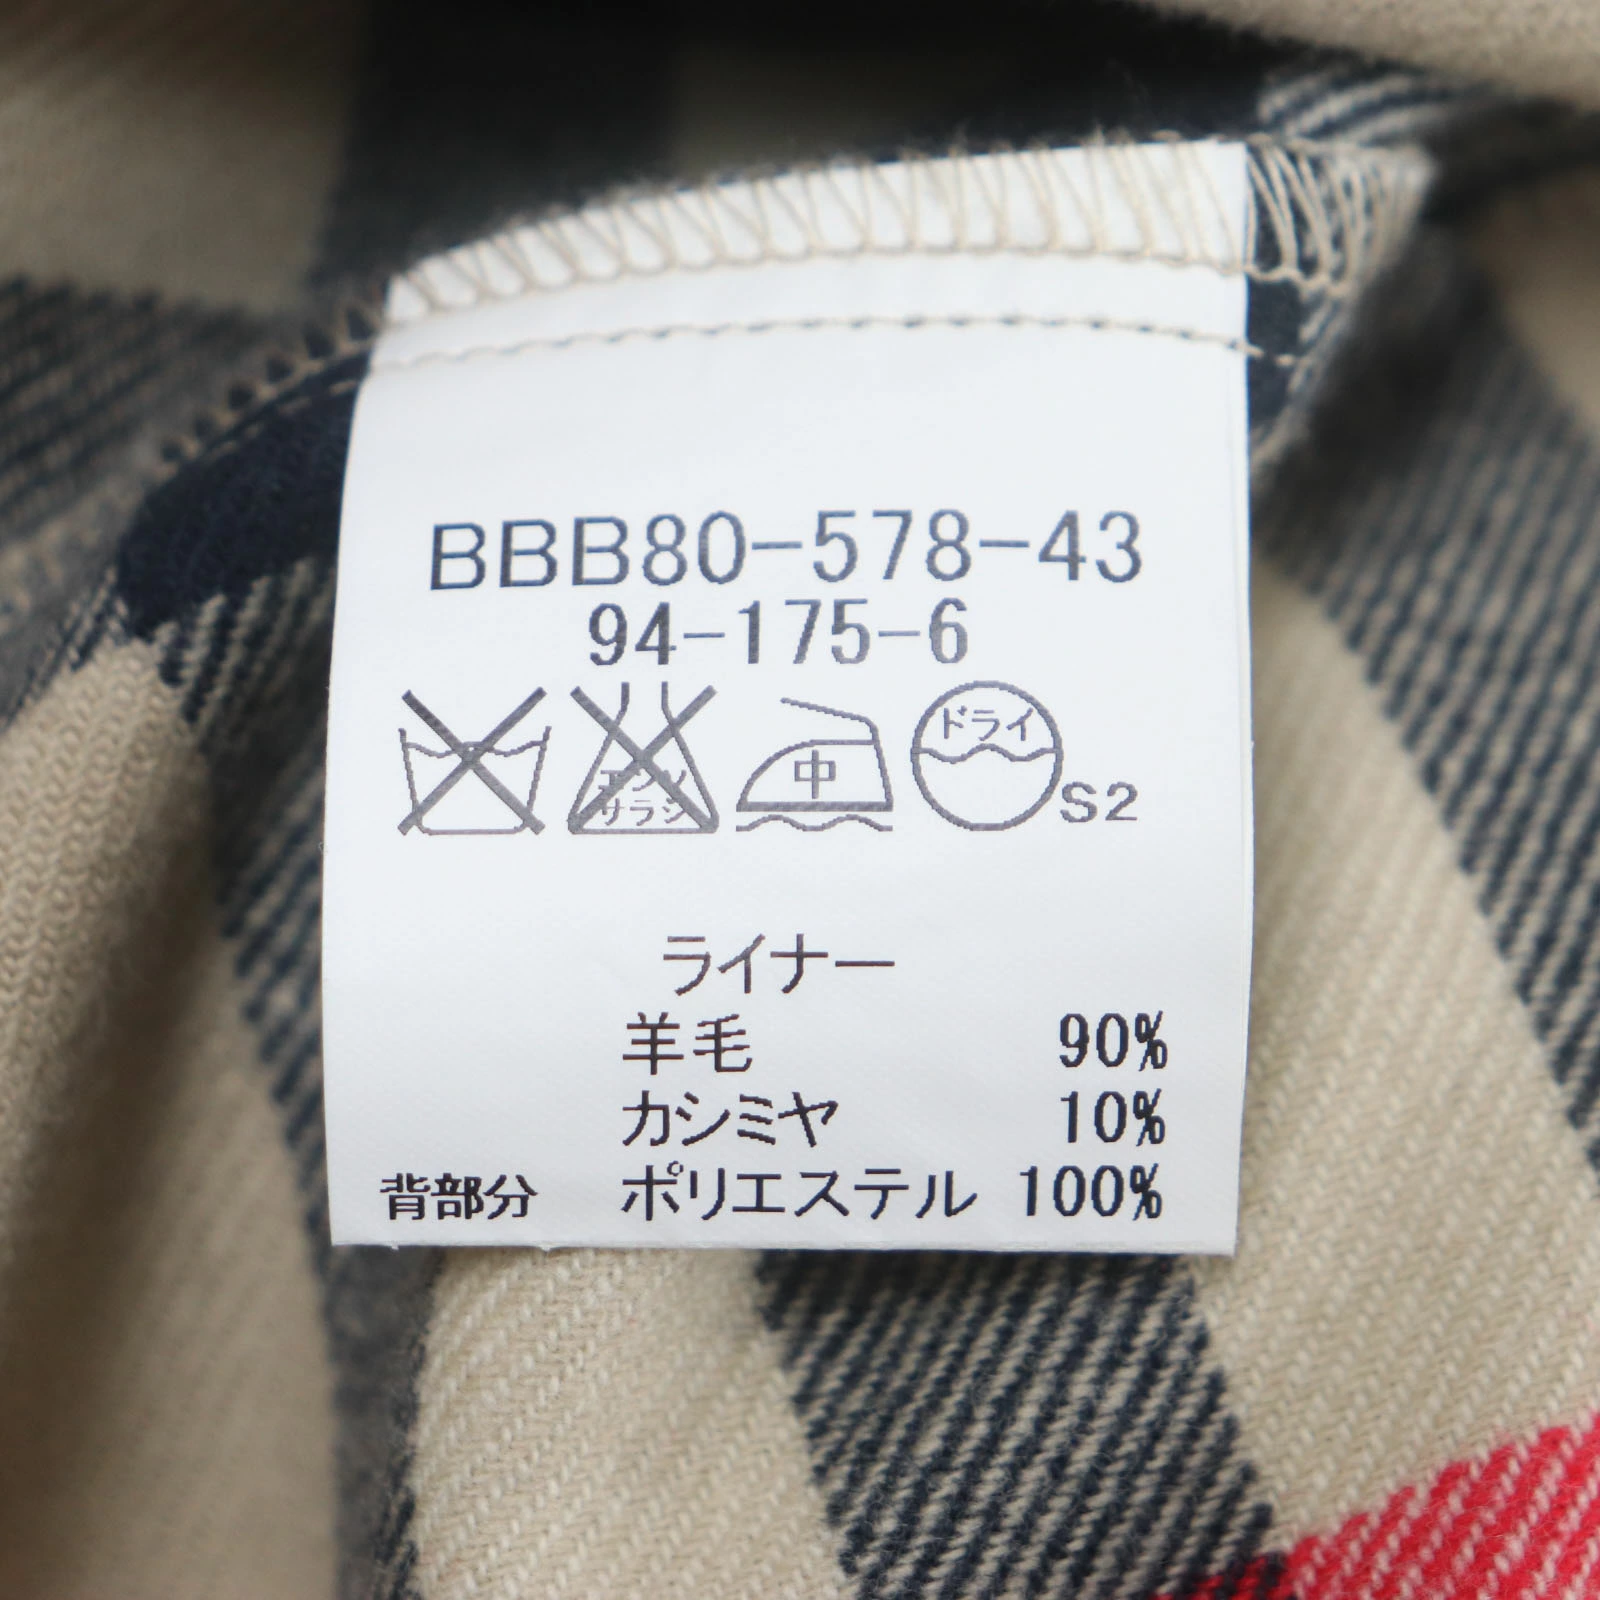 BBB80-578-43
94-175-6
エンソ
サラシ
中
ドライ
S2
ライナー
羊毛 90%
カシミヤ 10%
背部分 ポリエステル 100%